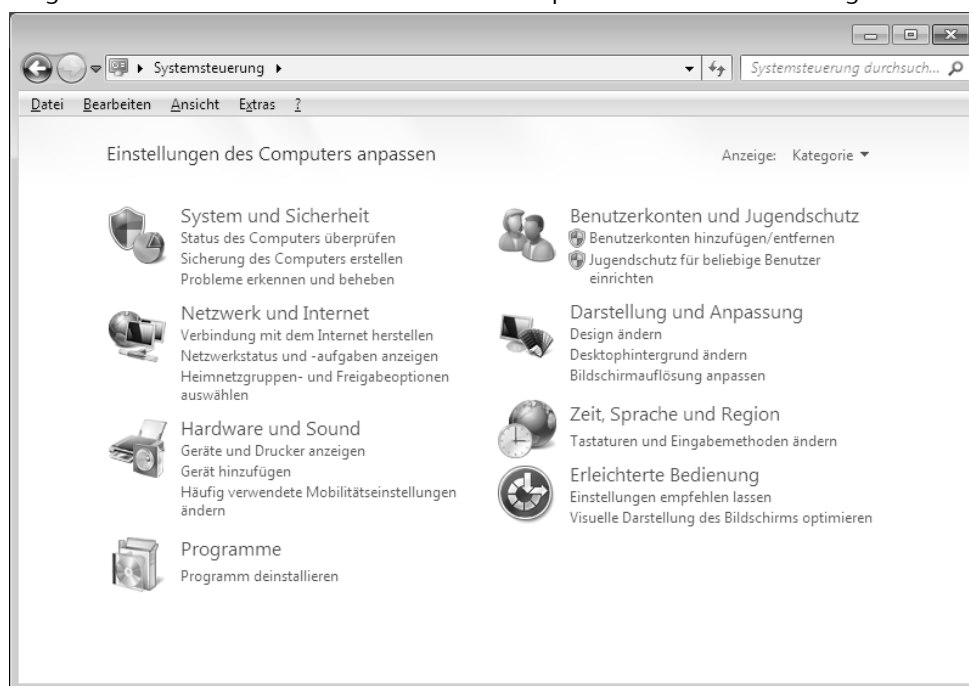 Systemsteuerung
Systemsteuerung durchsuch...
Datei Bearbeiten Ansicht Extras ?
Einstellungen des Computers anpassen
Anzeige: Kategorie
System und Sicherheit
Status des Computers überprüfen
Sicherung des Computers erstellen
Probleme erkennen und beheben
Netzwerk und Internet
Verbindung mit dem Internet herstellen
Netzwerkstatus und -aufgaben anzeigen
Heimnetzgruppen- und Freigabeoptionen
auswählen
Hardware und Sound
Geräte und Drucker anzeigen
Gerät hinzufügen
Häufig verwendete Mobilitätseinstellungen
ändern
Programme
Programm deinstallieren
Benutzerkonten und Jugendschutz
Benutzerkonten hinzufügen/entfernen
Jugendschutz für beliebige Benutzer
einrichten
Darstellung und Anpassung
Design ändern
Desktophintergrund ändern
Bildschirmauflösung anpassen
Zeit, Sprache und Region
Tastaturen und Eingabemethoden ändern
Erleichterte Bedienung
Einstellungen empfehlen lassen
Visuelle Darstellung des Bildschirms optimieren